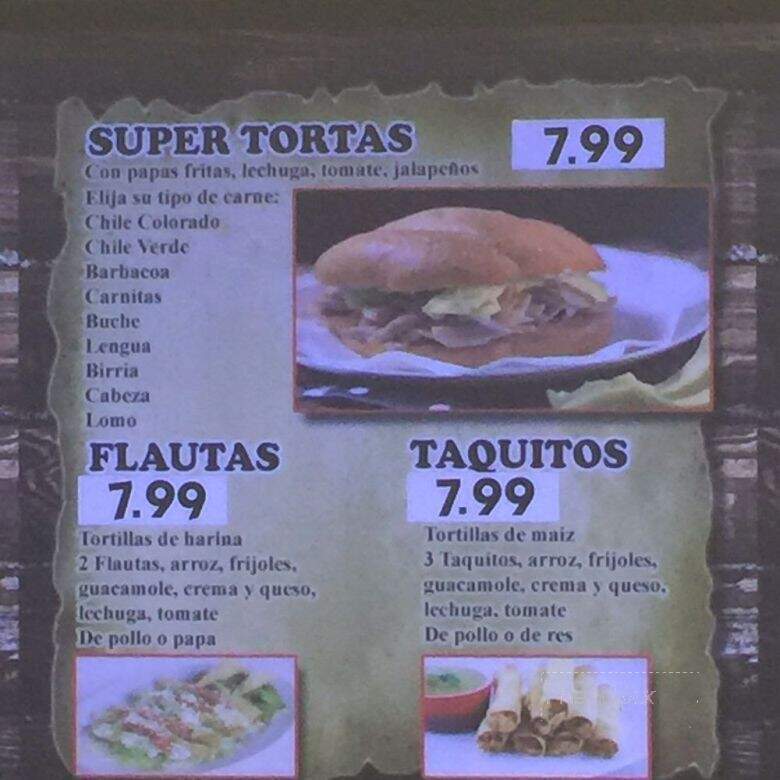 SUPER TORTAS
7.99
Con papas fritas, lechuga, tomate, jalapeños
Elija su tipo de carne:
Chile Colorado
Chile Verde
Barbacoa
Carnitas
Buche
Lengua
Birria
Cabeza
Lomo
FLAUTAS
7.99
Tortillas de harina
2 Flautas, arroz, frijoles,
guacamole, crema y queso,
lechuga, tomate
De pollo o papa
TAQUITOS
7.99
Tortillas de maiz
3 Taquitos, arroz, frijoles,
guacamole, crema y queso,
lechuga, tomate
De pollo o de res